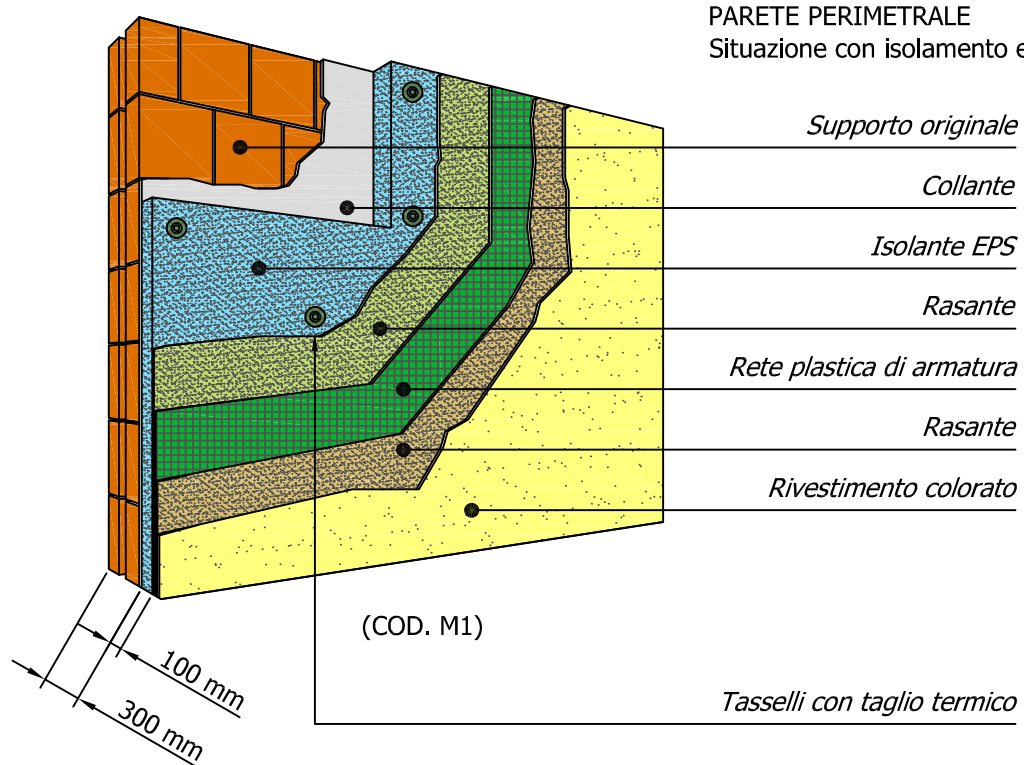 PARETE PERIMETRALE
Situazione con isolamento e
Supporto originale
Collante
Isolante EPS
Rasante
Rete plastica di armatura
Rasante
Rivestimento colorato
(COD. M1)
100 mm
300 mm
Tasselli con taglio termico